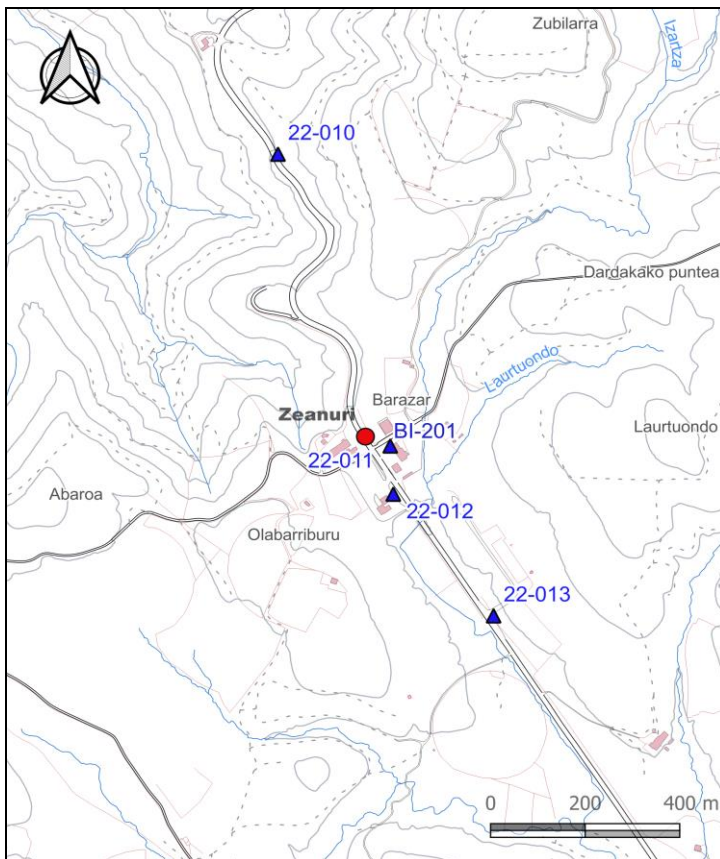 Zubilarra
Izartza
22-010
Dardakako puntea
Laurtuondo
Barazar
Zeanuri
BI-201
Laurtuondo
22-011
Abaroa
22-012
Olabarriburu
22-013
0 200 400 m